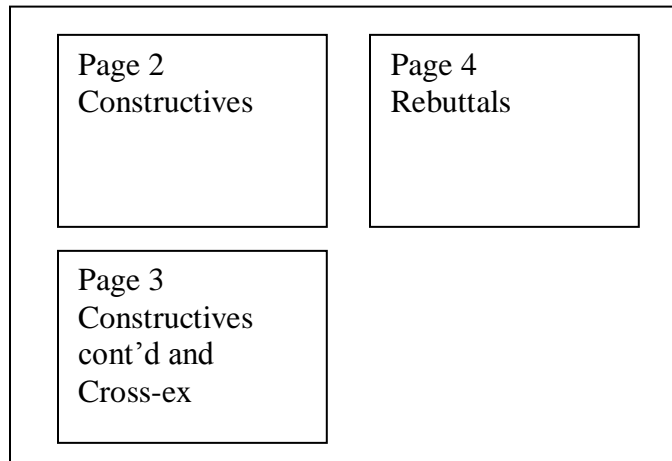 Page 2
Constructives
Page 3
Constructives
cont’d and
Cross-ex
Page 4
Rebuttals